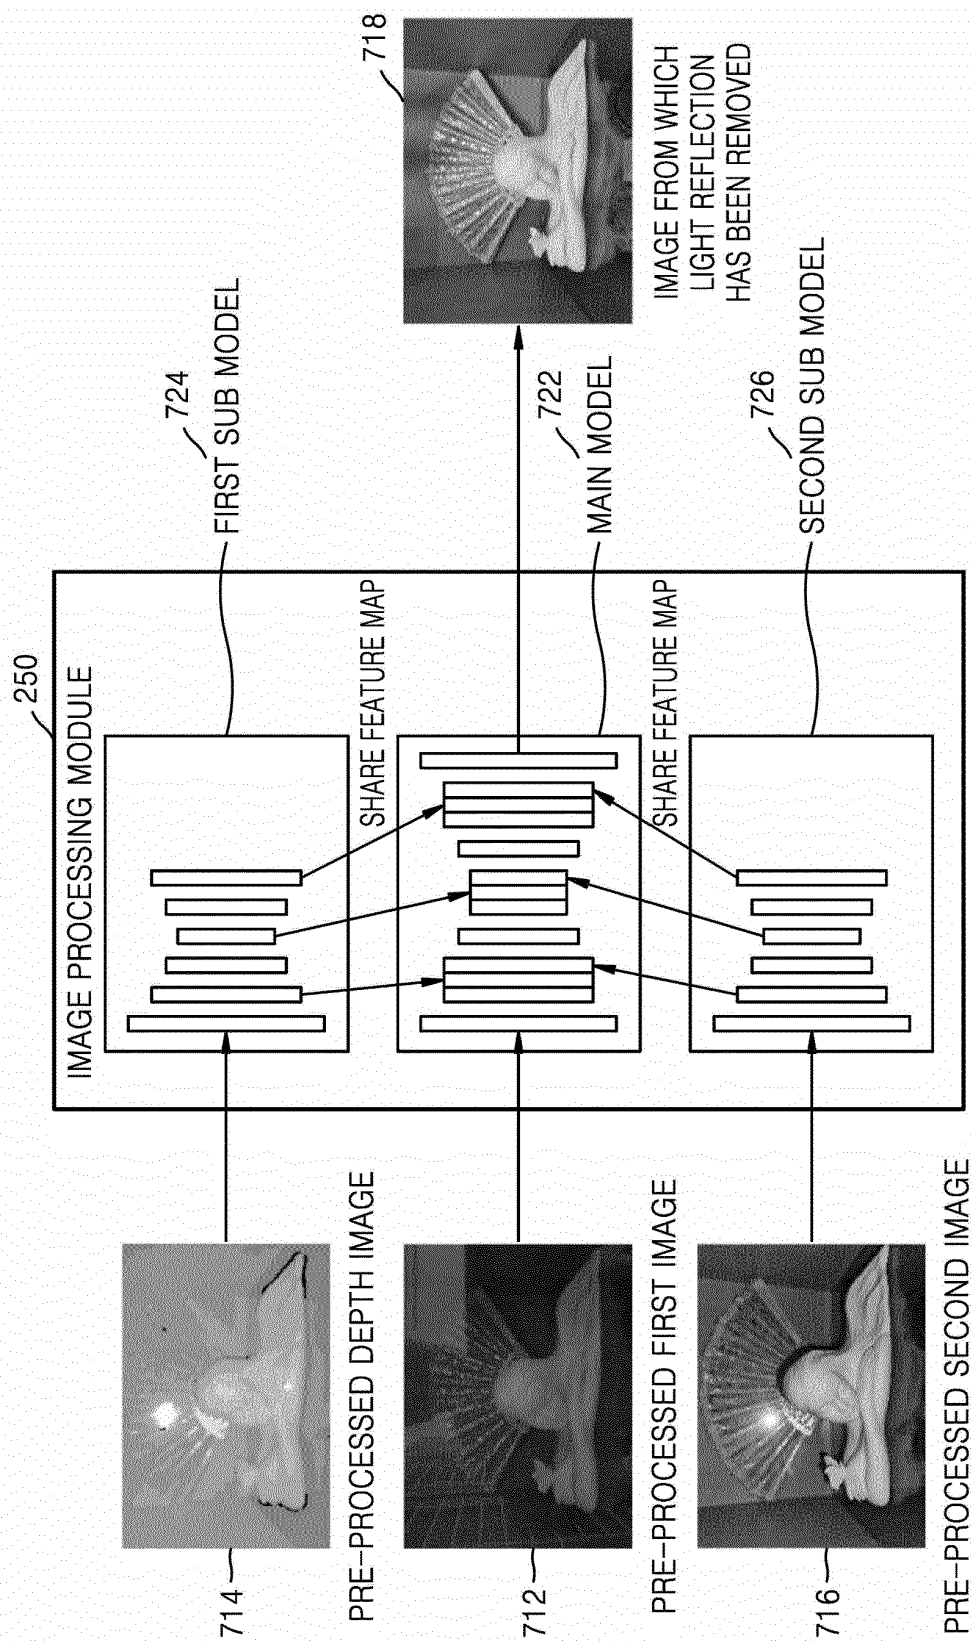 250
IMAGE PROCESSING MODULE
714
PRE-PROCESSED DEPTH IMAGE
724
FIRST SUB MODEL
SHARE FEATURE MAP
712
PRE-PROCESSED FIRST IMAGE
722
MAIN MODEL
718
IMAGE FROM WHICH
LIGHT REFLECTION
HAS BEEN REMOVED
SHARE FEATURE MAP
716
PRE-PROCESSED SECOND IMAGE
726
SECOND SUB MODEL